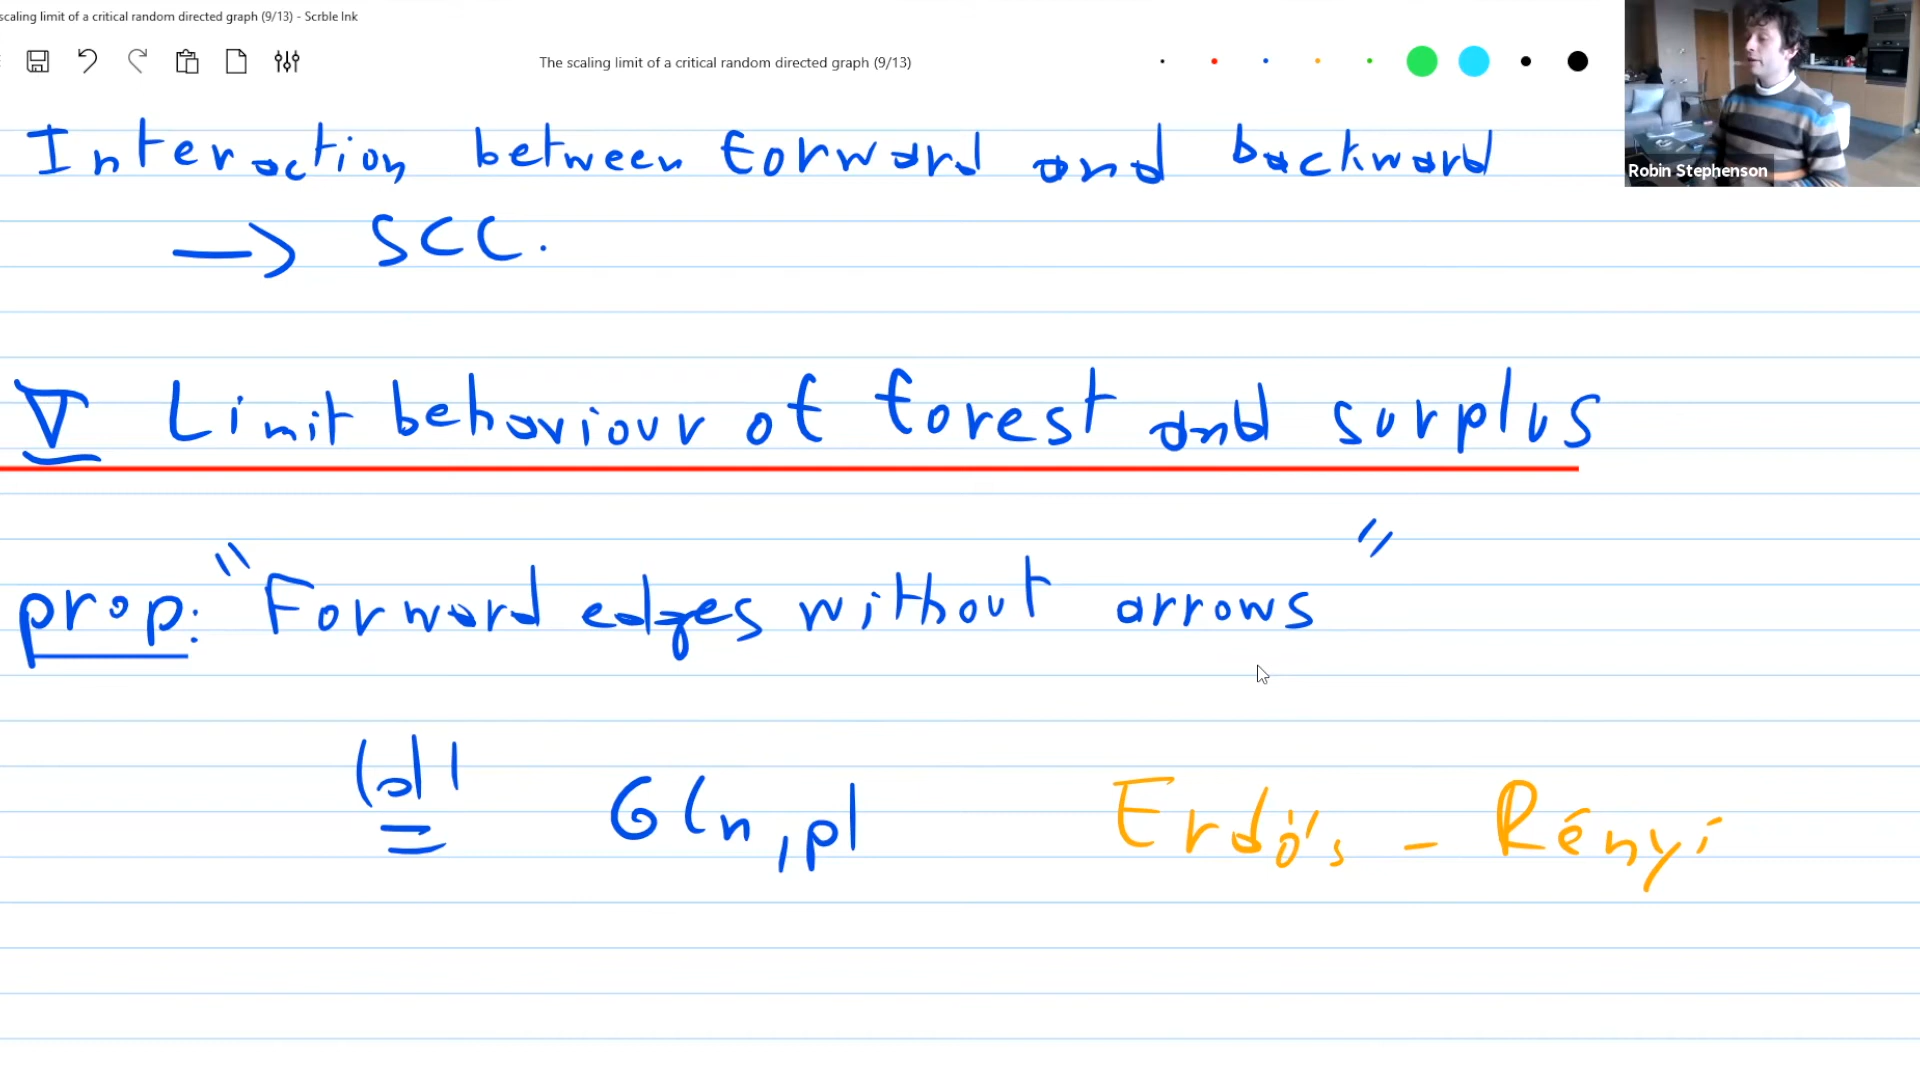 scaling limit of a critical random directed graph (9/13) - Scrble Ink
The scaling limit of a critical random directed graph (9/13)
Robin Stephenson
Interaction between forward and backward
→ SCC.
V Limit behaviour of forest and surplus
prop: "Forward edges without arrows"
(d)
= G(n,p) Erdős - Rényi